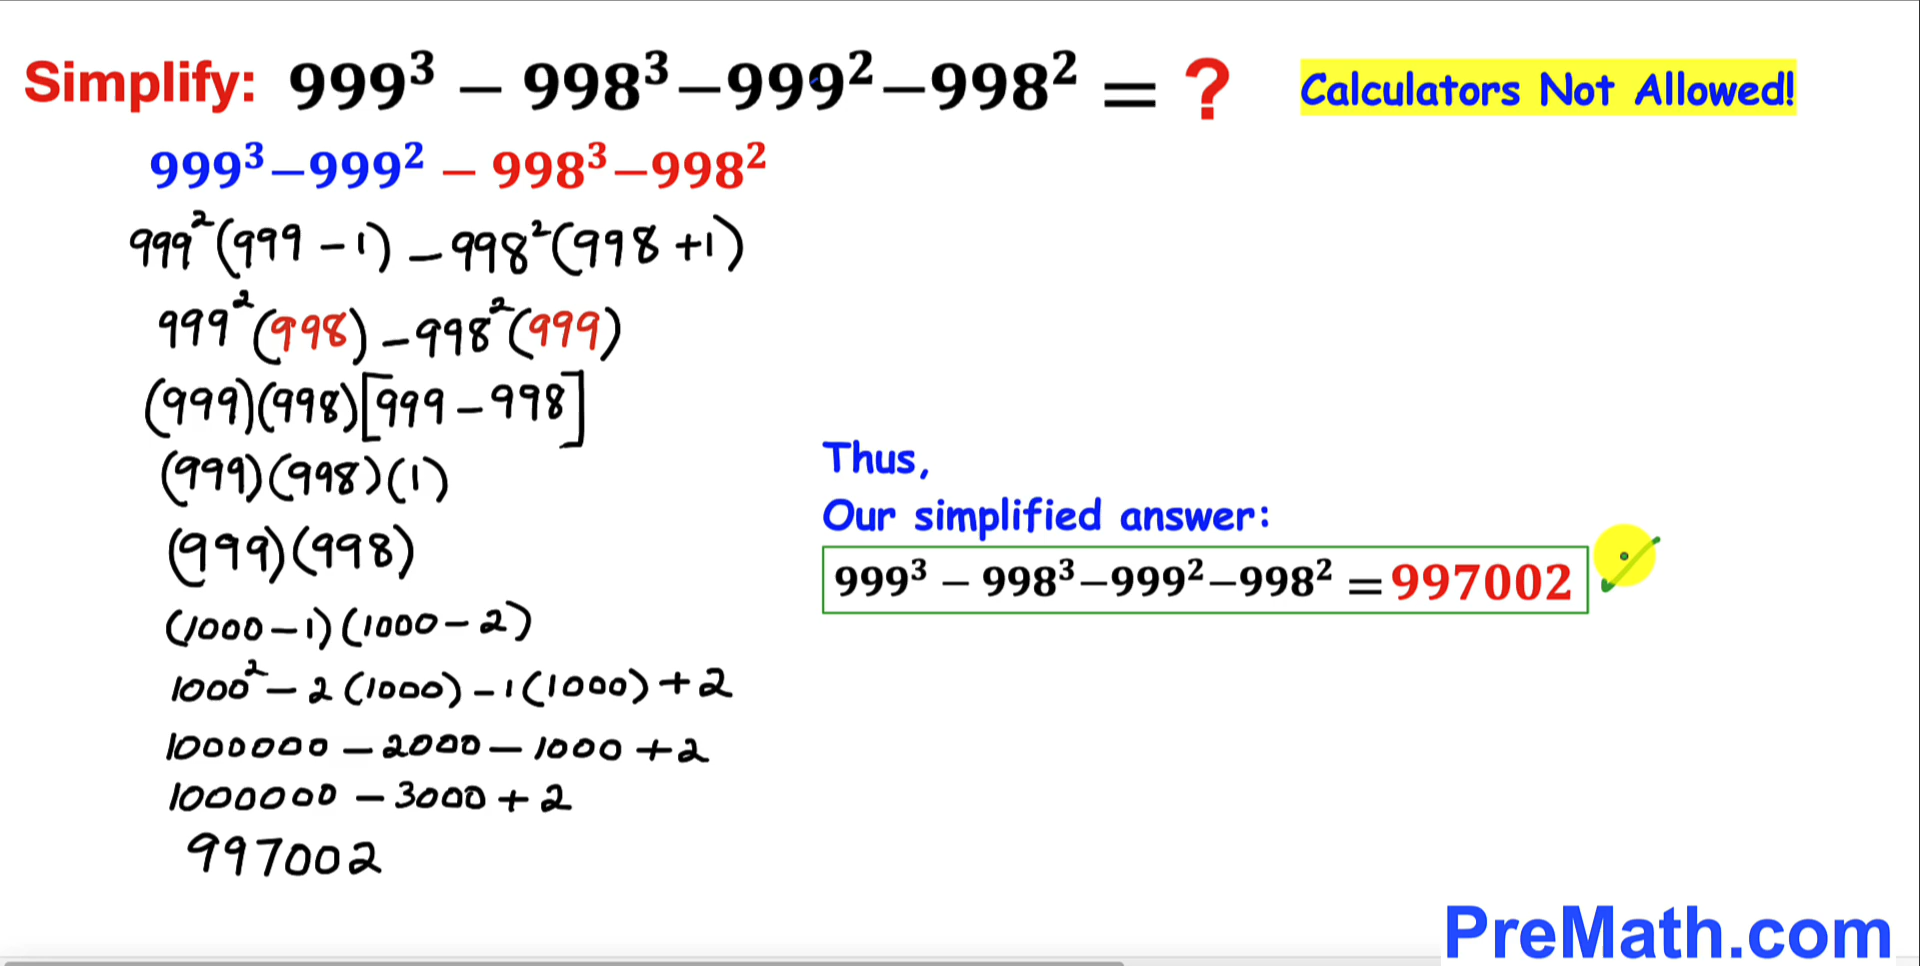 Simplify: 999³ − 998³−999²−998² = ?
Calculators Not Allowed!
999³−999² − 998³−998²
999²(999 − 1) − 998²(998 + 1)
999²(998) − 998²(999)
(999)(998)[999 − 998]
(999)(998)(1)
(999)(998)
(1000 − 1)(1000 − 2)
1000² − 2(1000) − 1(1000) + 2
1000000 − 2000 − 1000 + 2
1000000 − 3000 + 2
997002
Thus,
Our simplified answer:
999³ − 998³−999²−998² =997002
PreMath.com